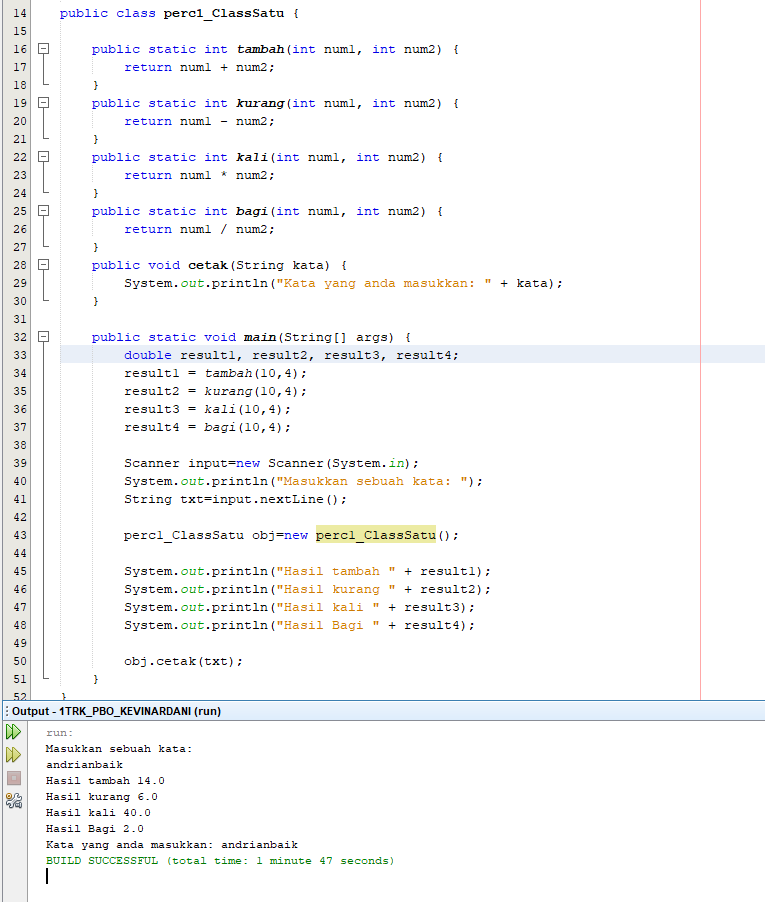 14 public class perc1_ClassSatu {
15
16 public static int tambah(int num1, int num2) {
17 return num1 + num2;
18 }
19 public static int kurang(int num1, int num2) {
20 return num1 - num2;
21 }
22 public static int kali(int num1, int num2) {
23 return num1 * num2;
24 }
25 public static int bagi(int num1, int num2) {
26 return num1 / num2;
27 }
28 public void cetak(String kata) {
29 System.out.println("Kata yang anda masukkan: " + kata);
30 }
31
32 public static void main(String[] args) {
33 double result1, result2, result3, result4;
34 result1 = tambah(10,4);
35 result2 = kurang(10,4);
36 result3 = kali(10,4);
37 result4 = bagi(10,4);
38
39 Scanner input=new Scanner(System.in);
40 System.out.println("Masukkan sebuah kata: ");
41 String txt=input.nextLine();
42
43 perc1_ClassSatu obj=new perc1_ClassSatu();
44
45 System.out.println("Hasil tambah " + result1);
46 System.out.println("Hasil kurang " + result2);
47 System.out.println("Hasil kali " + result3);
48 System.out.println("Hasil Bagi " + result4);
49
50 obj.cetak(txt);
51 }
52 }
Output - 1TRK_PBO_KEVINARDANI (run)
run:
Masukkan sebuah kata:
andrianbaik
Hasil tambah 14.0
Hasil kurang 6.0
Hasil kali 40.0
Hasil Bagi 2.0
Kata yang anda masukkan: andrianbaik
BUILD SUCCESSFUL (total time: 1 minute 47 seconds)